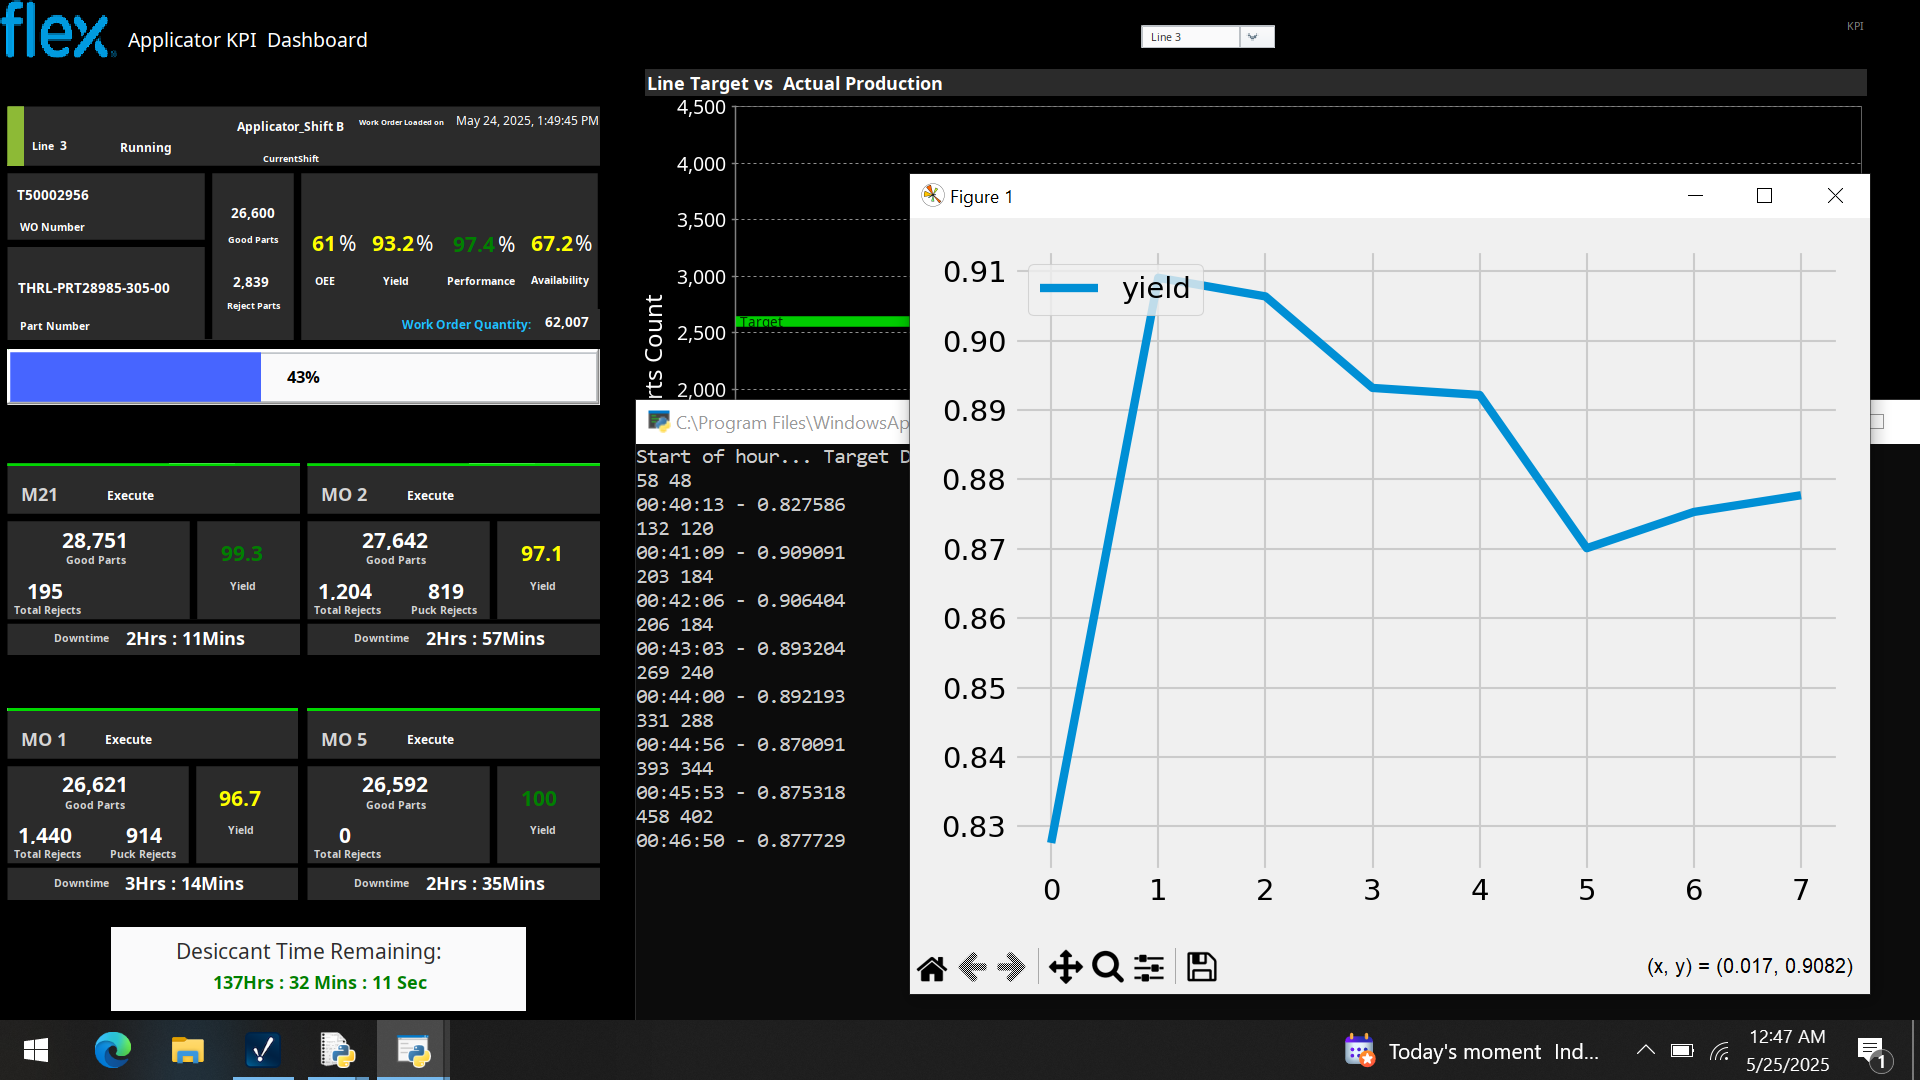 flex
Applicator KPI Dashboard
Line 3
KPI
Line 3
Running
Applicator_Shift B
CurrentShift
Work Order Loaded on
May 24, 2025, 1:49:45 PM
T50002956
WO Number
THRL-PRT28985-305-00
Part Number
26,600
Good Parts
2,839
Reject Parts
61 %
OEE
93.2 %
Yield
97.4 %
Performance
67.2 %
Availability
Work Order Quantity: 62,007
43%
M21 Execute
28,751
Good Parts
195
Total Rejects
99.3
Yield
Downtime 2Hrs : 11Mins
MO 2 Execute
27,642
Good Parts
1,204
Total Rejects
819
Puck Rejects
97.1
Yield
Downtime 2Hrs : 57Mins
MO 1 Execute
26,621
Good Parts
1,440
Total Rejects
914
Puck Rejects
96.7
Yield
Downtime 3Hrs : 14Mins
MO 5 Execute
26,592
Good Parts
0
Total Rejects
100
Yield
Downtime 2Hrs : 35Mins
Desiccant Time Remaining:
137Hrs : 32 Mins : 11 Sec
Line Target vs Actual Production
4,500
4,000
3,500
3,000
2,500
2,000
rts Count
Target
C:\Program Files\WindowsAp
Start of hour... Target D
58 48
00:40:13 - 0.827586
132 120
00:41:09 - 0.909091
203 184
00:42:06 - 0.906404
206 184
00:43:03 - 0.893204
269 240
00:44:00 - 0.892193
331 288
00:44:56 - 0.870091
393 344
00:45:53 - 0.875318
458 402
00:46:50 - 0.877729
Figure 1
yield
0.91
0.90
0.89
0.88
0.87
0.86
0.85
0.84
0.83
0 1 2 3 4 5 6 7
(x, y) = (0.017, 0.9082)
Today's moment Ind...
12:47 AM
5/25/2025
1